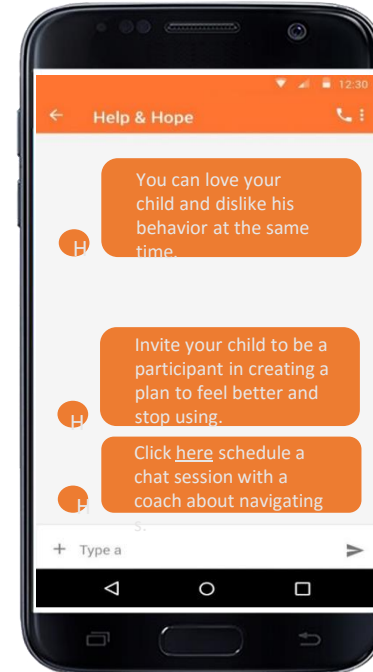 12:30
Help & Hope
You can love your
child and dislike his
behavior at the same
time.
H
Invite your child to be a
participant in creating a
plan to feel better and
stop using.
H
Click here schedule a
chat session with a
coach about navigating
s.
H
Type a